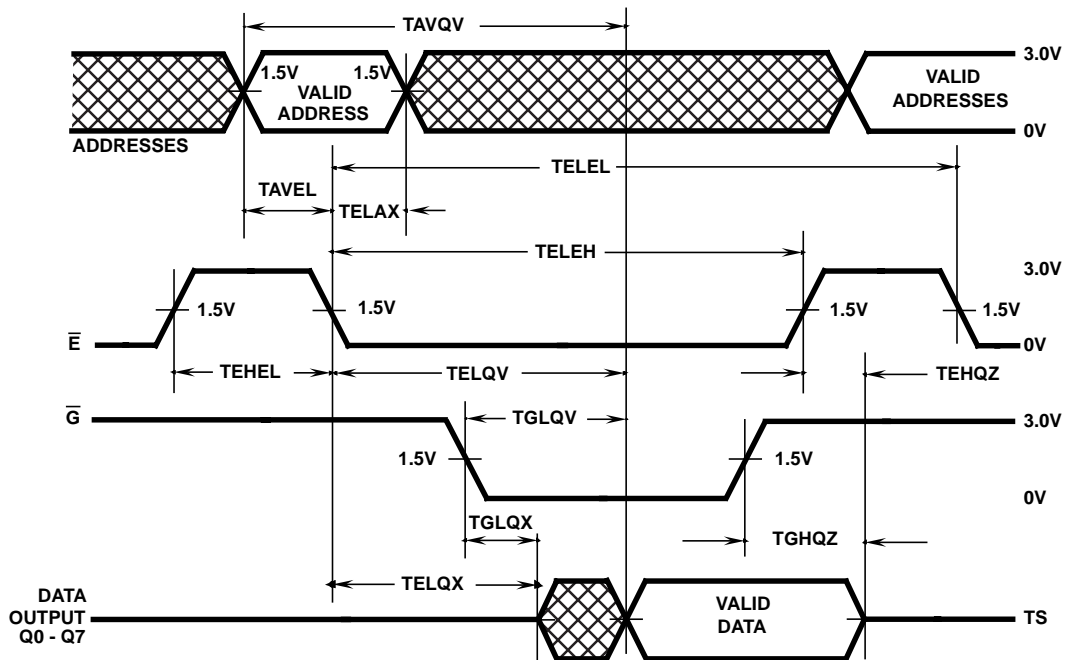 TAVQV
1.5V 1.5V 3.0V
VALID ADDRESS
VALID ADDRESSES
0V
ADDRESSES
TELEL
TAVEL
TELAX
TELEH
3.0V
1.5V 1.5V 1.5V 1.5V
E̅ 0V
TEHEL TELQV TEHQZ
G̅ TGLQV 3.0V
1.5V 1.5V
0V
TGLQX
TGHQZ
TELQX
DATA
OUTPUT
Q0 - Q7
VALID
DATA
TS